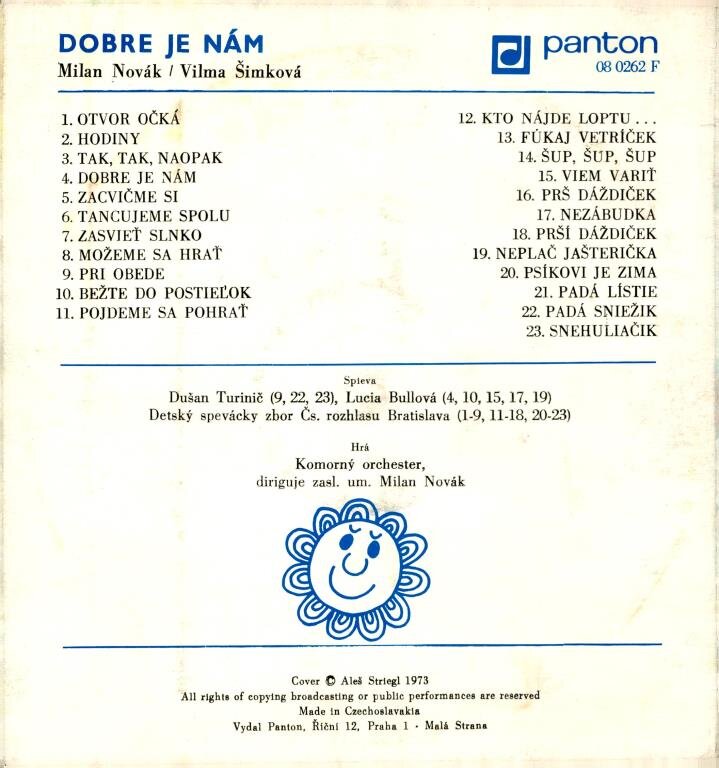 DOBRE JE NÁM
Milan Novák / Vilma Šimková
panton
08 0262 F
1. OTVOR OČKÁ
2. HODINY
3. TAK, TAK, NAOPAK
4. DOBRE JE NÁM
5. ZACVIČME SI
6. TANCUJEME SPOLU
7. ZASVIEŤ SLNKO
8. MOŽEME SA HRAŤ
9. PRI OBEDE
10. BEŽTE DO POSTIEĽOK
11. POJDEME SA POHRAŤ
12. KTO NÁJDE LOPTU ...
13. FÚKAJ VETRÍČEK
14. ŠUP, ŠUP, ŠUP
15. VIEM VARIŤ
16. PRŠ DÁŽDIČEK
17. NEZÁBUDKA
18. PRŠÍ DÁŽDIČEK
19. NEPLAČ JAŠTERIČKA
20. PSÍKOVI JE ZIMA
21. PADÁ LÍSTIE
22. PADÁ SNIEŽIK
23. SNEHULIAČIK
Spieva
Dušan Turinič (9, 22, 23), Lucia Bullová (4, 10, 15, 17, 19)
Detský spevácky zbor Čs. rozhlasu Bratislava (1-9, 11-18, 20-23)
Hrá
Komorný orchester,
diriguje zasl. um. Milan Novák
Cover © Aleš Striegl 1973
All rights of copying broadcasting or public performances are reserved
Made in Czechoslavakia
Vydal Panton, Říční 12, Praha 1 · Malá Strana